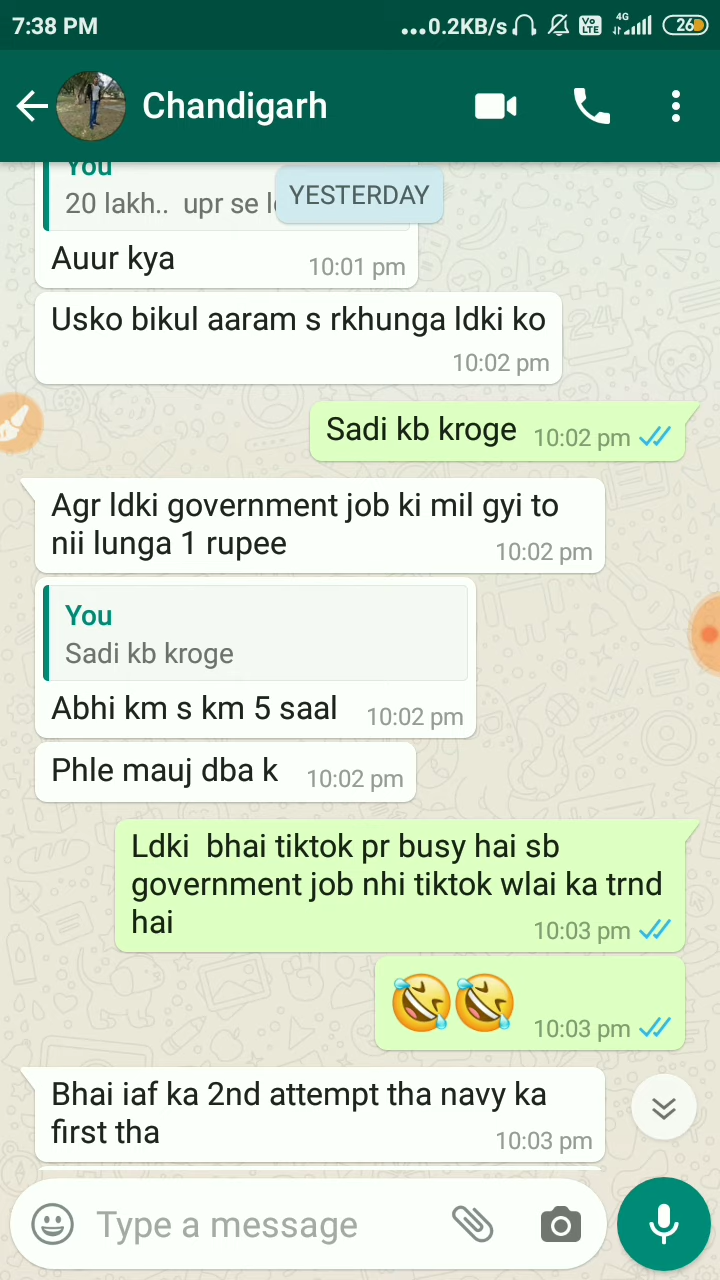 7:38 PM
...0.2KB/s
Vo
LTE
4G
26
Chandigarh
You
20 lakh.. upr se
YESTERDAY
Auur kya
10:01 pm
Usko bikul aaram s rkhunga ldki ko
10:02 pm
Sadi kb kroge 10:02 pm
Agr ldki government job ki mil gyi to
nii lunga 1 rupee 10:02 pm
You
Sadi kb kroge
Abhi km s km 5 saal 10:02 pm
Phle mauj dba k 10:02 pm
Ldki bhai tiktok pr busy hai sb
government job nhi tiktok wlai ka trnd
hai 10:03 pm
10:03 pm
Bhai iaf ka 2nd attempt tha navy ka
first tha 10:03 pm
Type a message